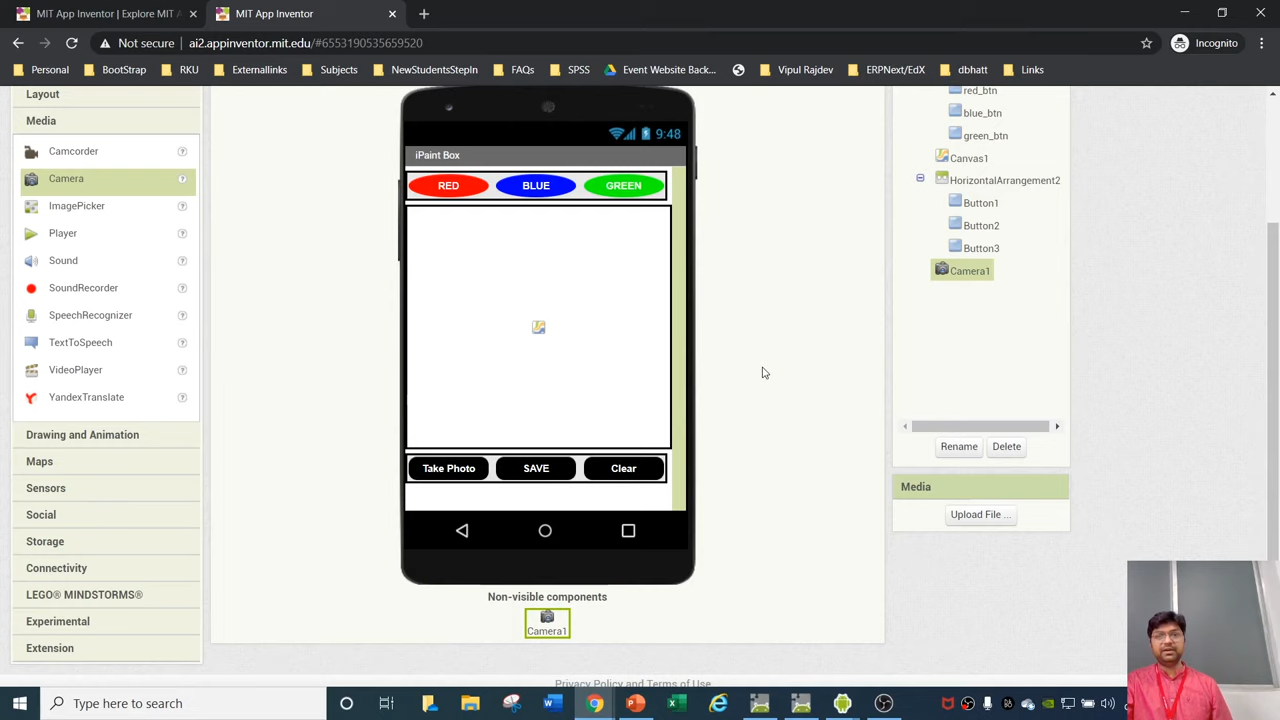 MIT App Inventor | Explore MIT A
MIT App Inventor
Not secure
ai2.appinventor.mit.edu/#6553190535659520
Incognito
Personal
BootStrap
RKU
Externallinks
Subjects
NewStudentsStepIn
FAQs
SPSS
Event Website Book...
Vipul Rajdev
ERPNext/EdX
dbhatt
Links
Layout
Media
Camcorder
Camera
ImagePicker
Player
Sound
SoundRecorder
SpeechRecognizer
TextToSpeech
VideoPlayer
YandexTranslate
Drawing and Animation
Maps
Sensors
Social
Storage
Connectivity
LEGO® MINDSTORMS®
Experimental
Extension
9:48
iPaint Box
RED
BLUE
GREEN
Take Photo
SAVE
Clear
Non-visible components
Camera1
red_btn
blue_btn
green_btn
Canvas1
HorizontalArrangement2
Button1
Button2
Button3
Camera1
Rename
Delete
Media
Upload File ...
Privacy Policy and Terms of Use
Type here to search